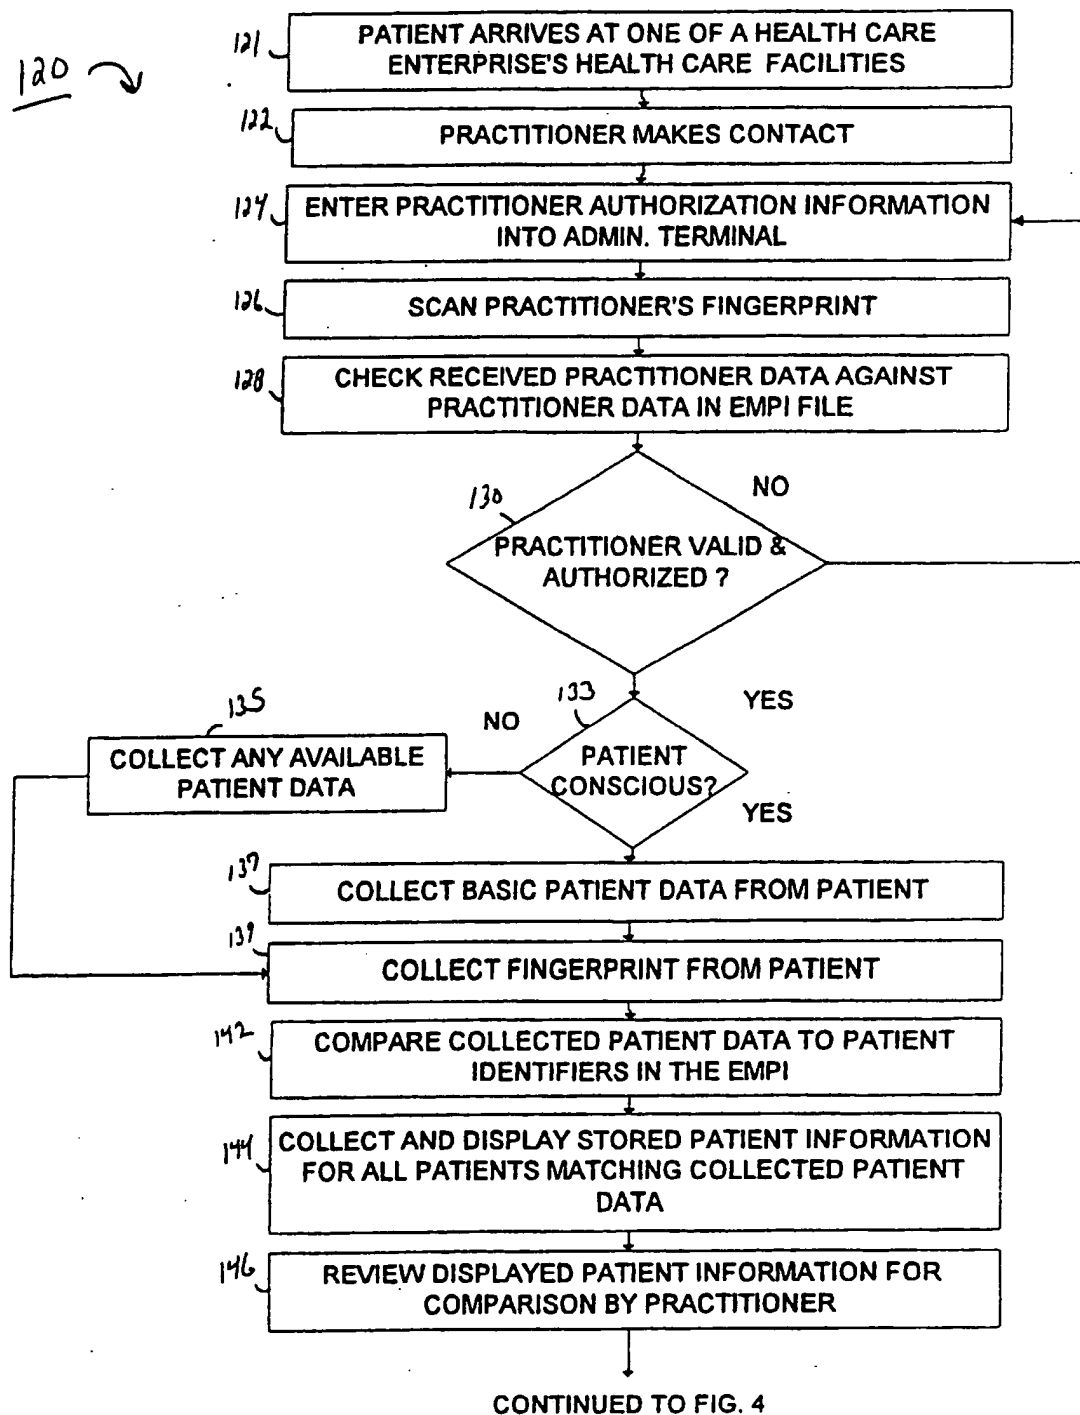 120
121
PATIENT ARRIVES AT ONE OF A HEALTH CARE
ENTERPRISE'S HEALTH CARE FACILITIES
122
PRACTITIONER MAKES CONTACT
124
ENTER PRACTITIONER AUTHORIZATION INFORMATION
INTO ADMIN. TERMINAL
126
SCAN PRACTITIONER'S FINGERPRINT
128
CHECK RECEIVED PRACTITIONER DATA AGAINST
PRACTITIONER DATA IN EMPI FILE
130
NO
PRACTITIONER VALID &
AUTHORIZED ?
133
YES
135
NO
COLLECT ANY AVAILABLE
PATIENT DATA
PATIENT
CONSCIOUS?
YES
137
COLLECT BASIC PATIENT DATA FROM PATIENT
139
COLLECT FINGERPRINT FROM PATIENT
142
COMPARE COLLECTED PATIENT DATA TO PATIENT
IDENTIFIERS IN THE EMPI
144
COLLECT AND DISPLAY STORED PATIENT INFORMATION
FOR ALL PATIENTS MATCHING COLLECTED PATIENT
DATA
146
REVIEW DISPLAYED PATIENT INFORMATION FOR
COMPARISON BY PRACTITIONER
CONTINUED TO FIG. 4